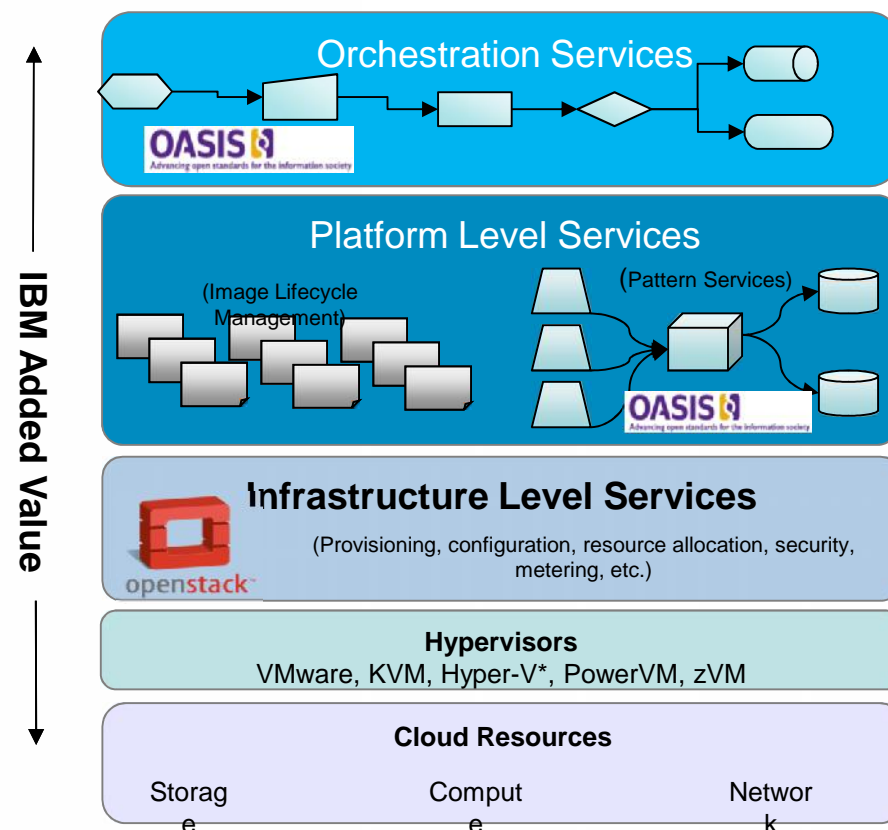 Orchestration Services
OASIS
Advancing open standards for the information society
Platform Level Services
(Image Lifecycle
Management)
(Pattern Services)
OASIS
Advancing open standards for the information society
IBM Added Value
Infrastructure Level Services
(Provisioning, configuration, resource allocation, security,
metering, etc.)
openstack™
Hypervisors
VMware, KVM, Hyper-V*, PowerVM, zVM
Cloud Resources
Storag
e
Comput
e
Networ
k